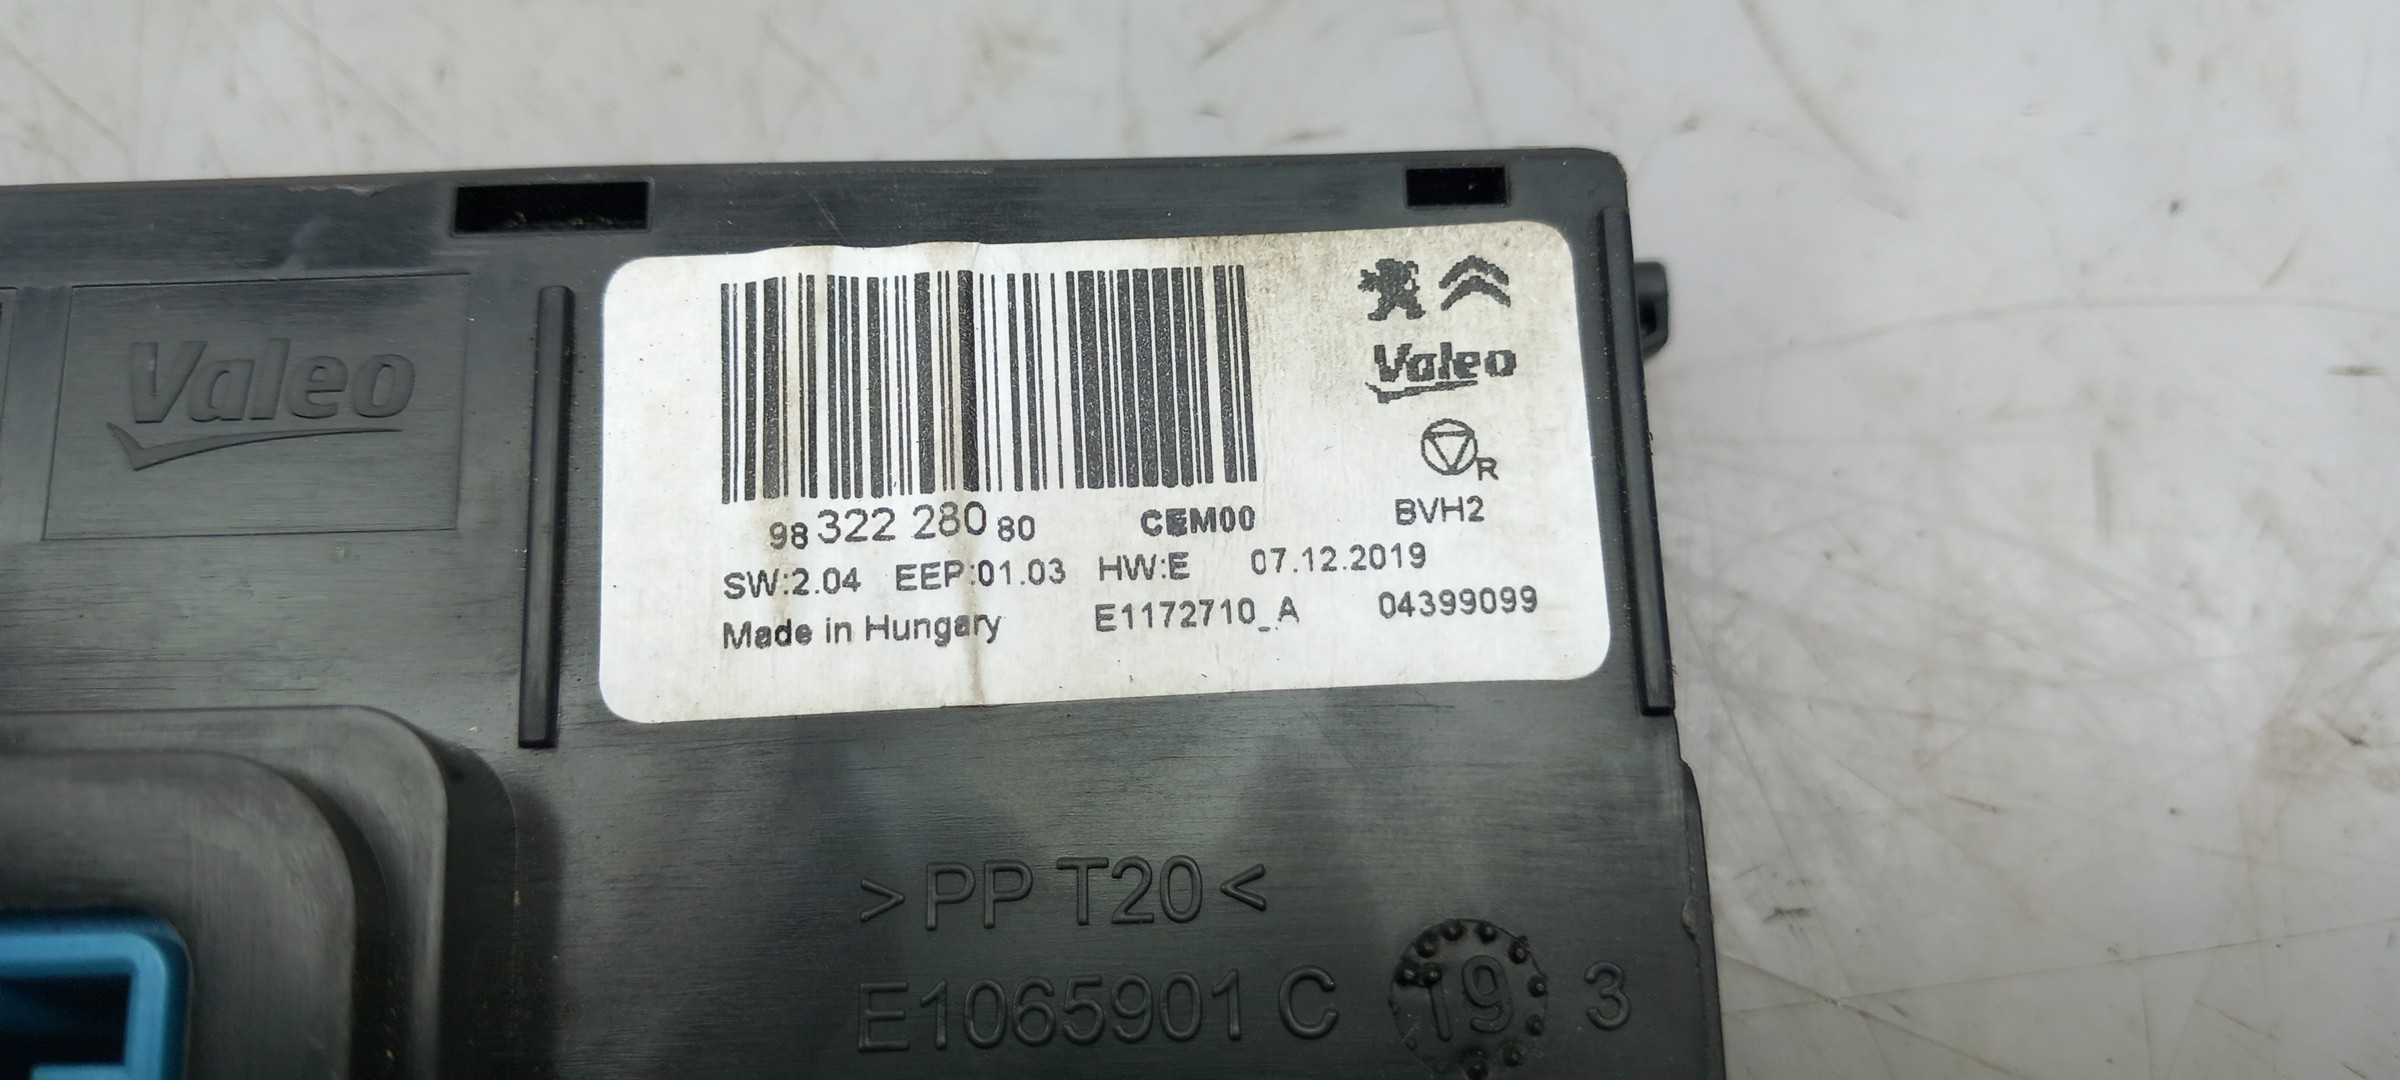 Valeo
Valeo
R
98 322 280 80 CEM00 BVH2
SW:2.04 EEP:01.03 HW:E 07.12.2019
Made in Hungary E1172710_A 04399099
>PP T20<
E1065901 C 19 3